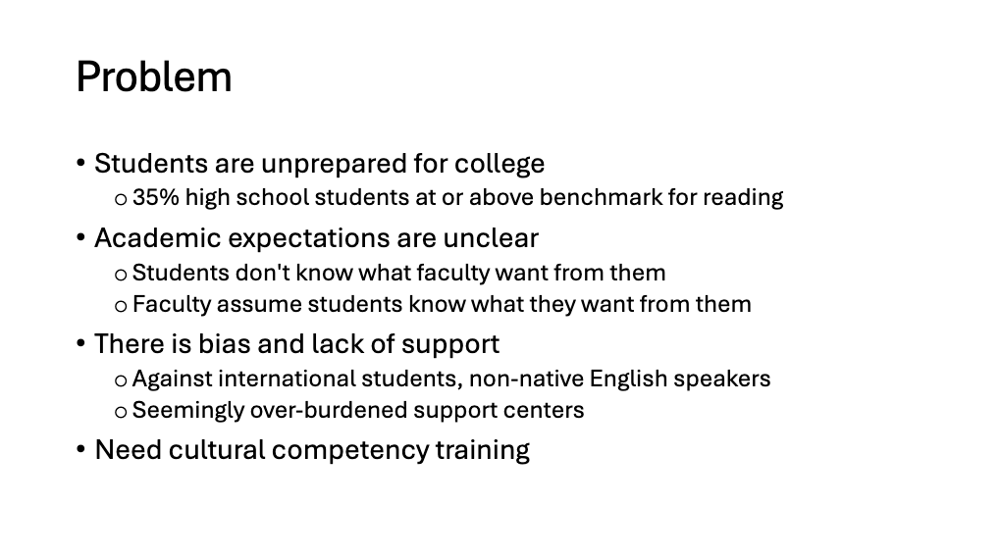 Problem
• Students are unprepared for college
o 35% high school students at or above benchmark for reading
• Academic expectations are unclear
o Students don't know what faculty want from them
o Faculty assume students know what they want from them
• There is bias and lack of support
o Against international students, non-native English speakers
o Seemingly over-burdened support centers
• Need cultural competency training